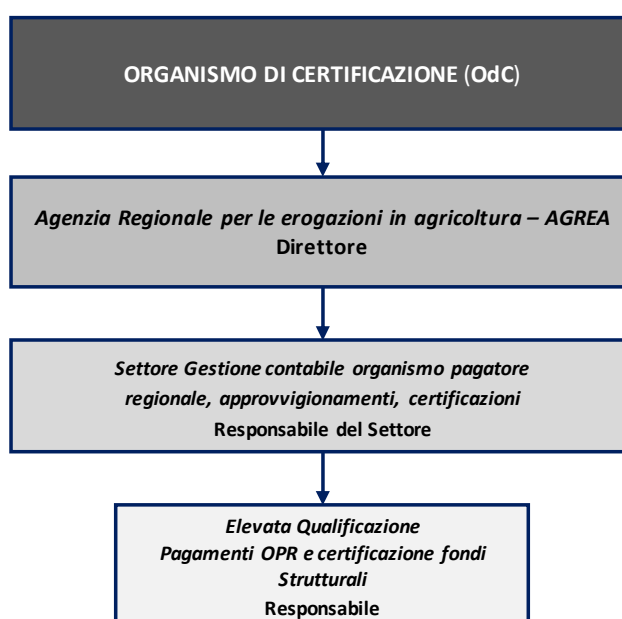 ORGANISMO DI CERTIFICAZIONE (OdC)
Agenzia Regionale per le erogazioni in agricoltura – AGREA
Direttore
Settore Gestione contabile organismo pagatore
regionale, approvvigionamenti, certificazioni
Responsabile del Settore
Elevata Qualificazione
Pagamenti OPR e certificazione fondi
Strutturali
Responsabile